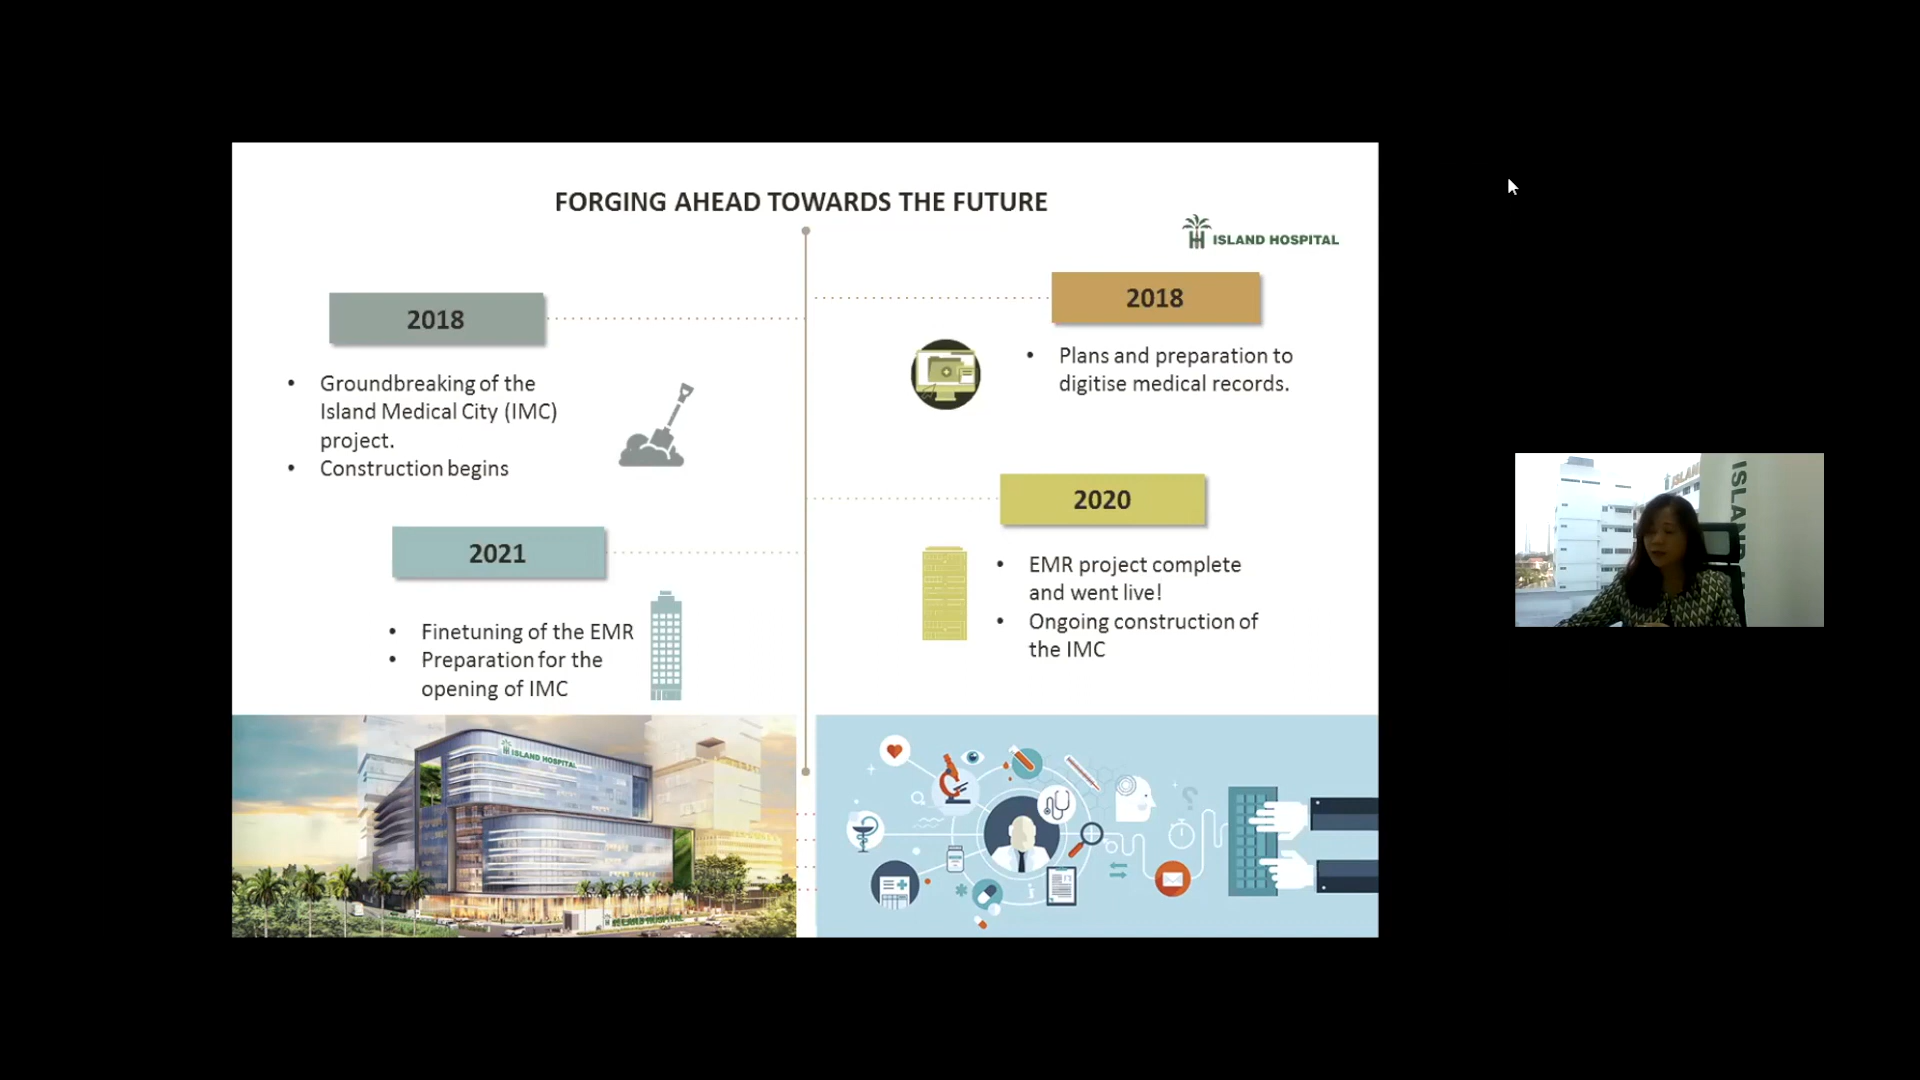 FORGING AHEAD TOWARDS THE FUTURE
ISLAND HOSPITAL
2018
• Groundbreaking of the
Island Medical City (IMC)
project.
• Construction begins
2018
• Plans and preparation to
digitise medical records.
2020
• EMR project complete
and went live!
• Ongoing construction of
the IMC
2021
• Finetuning of the EMR
• Preparation for the
opening of IMC
ISLAND HOSPITAL
ISLAND HOSPITAL